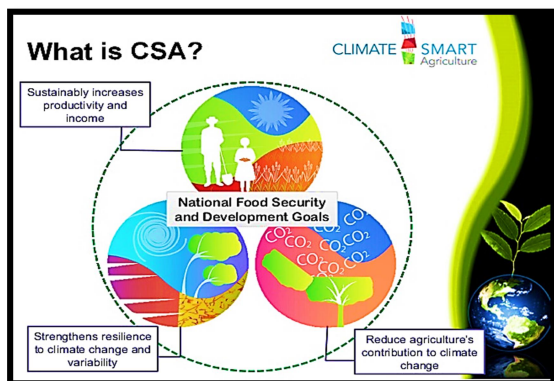 What is CSA?
CLIMATE SMART
Agriculture
Sustainably increases
productivity and
income
National Food Security
and Development Goals
CO2 CO2
CO2 CO2 CO2
CO2 CO2 CO2
CO2 CO2
Strengthens resilience
to climate change and
variability
Reduce agriculture's
contribution to climate
change